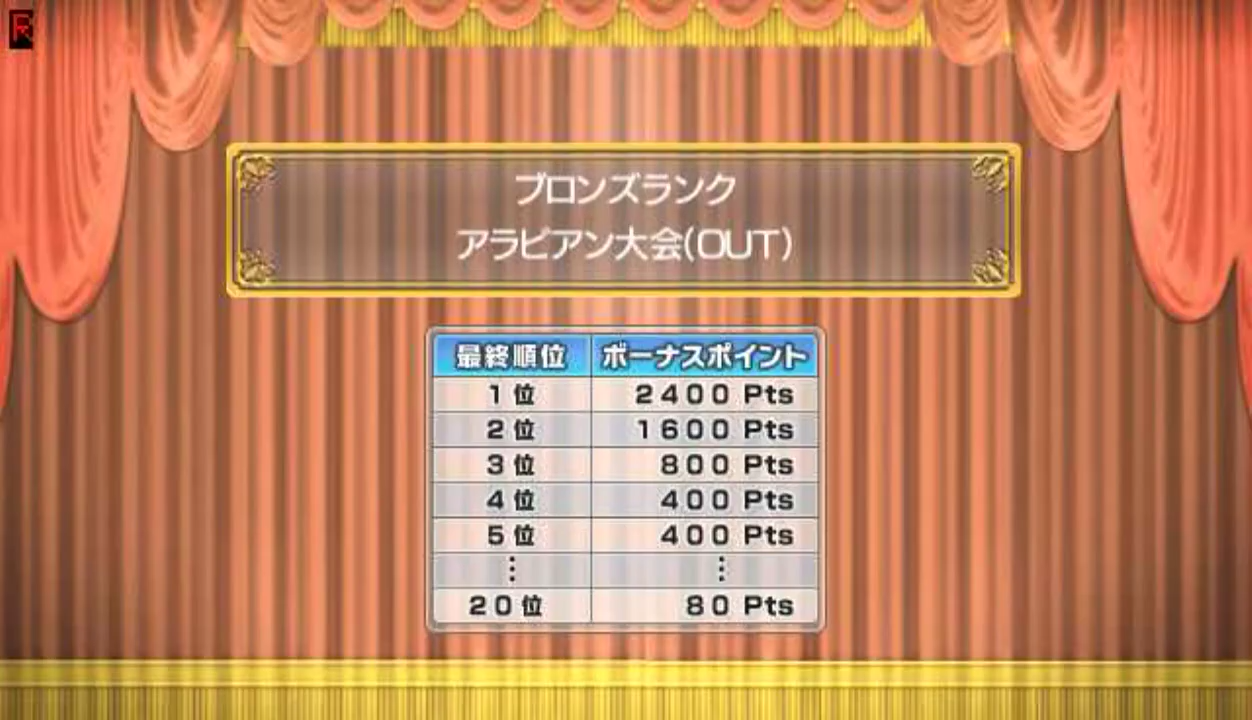 ブロンズランク
アラビアン大会(OUT)
最終順位 ボーナスポイント
1位 2400 Pts
2位 1600 Pts
3位 800 Pts
4位 400 Pts
5位 400 Pts
⋮ ⋮
20位 80 Pts